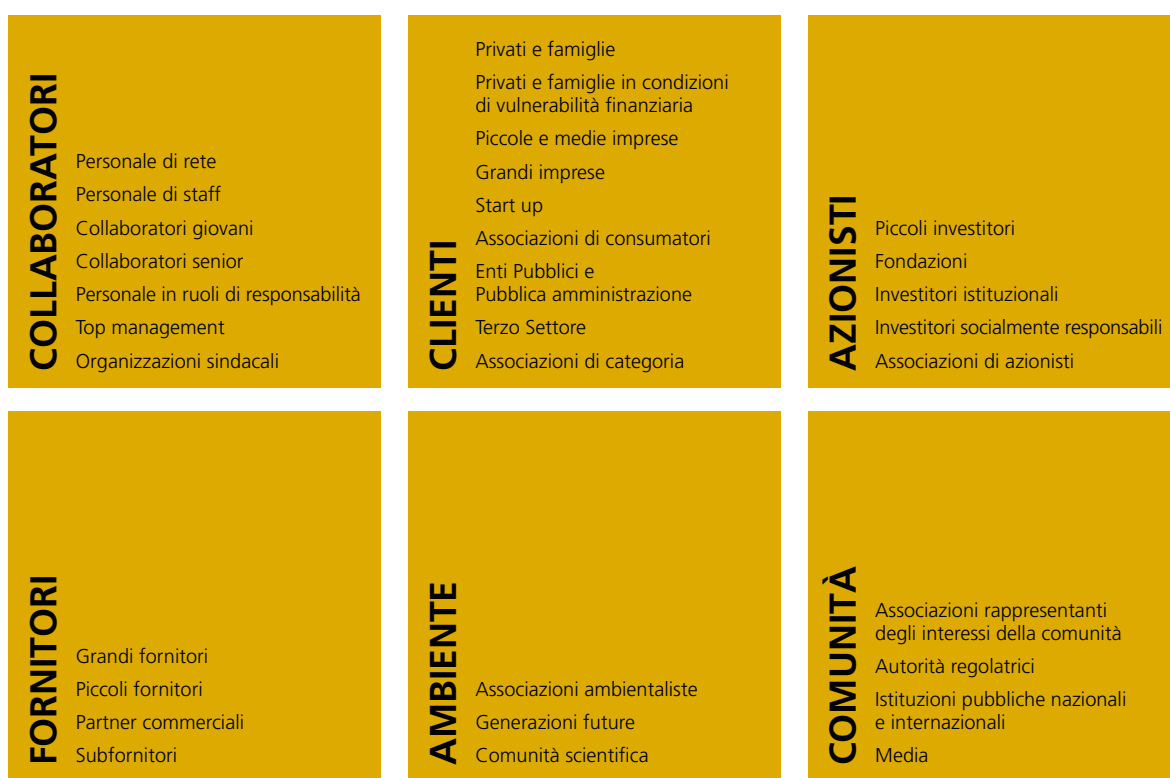 COLLABORATORI
Personale di rete
Personale di staff
Collaboratori giovani
Collaboratori senior
Personale in ruoli di responsabilità
Top management
Organizzazioni sindacali
CLIENTI
Privati e famiglie
Privati e famiglie in condizioni
di vulnerabilità finanziaria
Piccole e medie imprese
Grandi imprese
Start up
Associazioni di consumatori
Enti Pubblici e
Pubblica amministrazione
Terzo Settore
Associazioni di categoria
AZIONISTI
Piccoli investitori
Fondazioni
Investitori istituzionali
Investitori socialmente responsabili
Associazioni di azionisti
FORNITORI
Grandi fornitori
Piccoli fornitori
Partner commerciali
Subfornitori
AMBIENTE
Associazioni ambientaliste
Generazioni future
Comunità scientifica
COMUNITÀ
Associazioni rappresentanti
degli interessi della comunità
Autorità regolatrici
Istituzioni pubbliche nazionali
e internazionali
Media